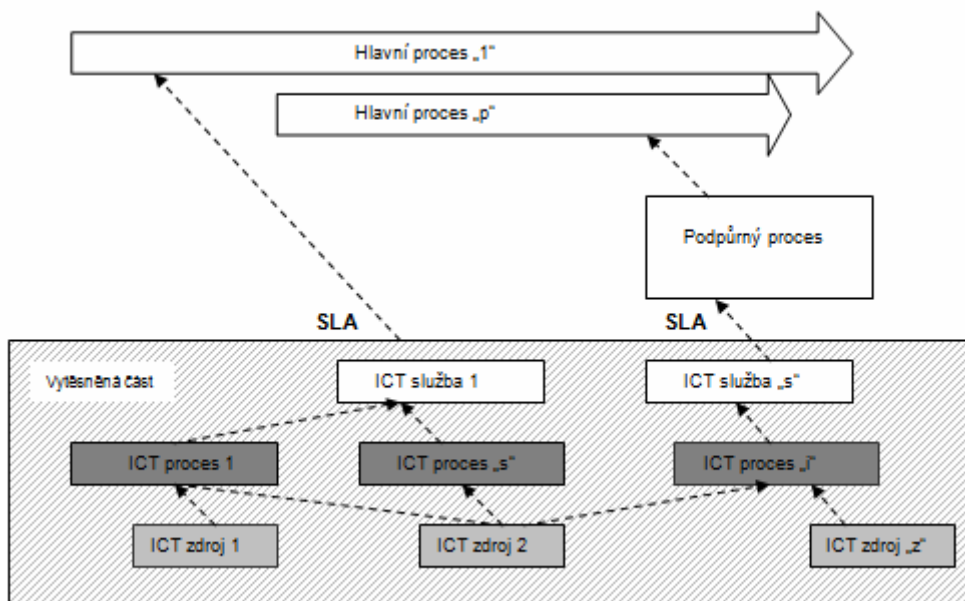 Hlavní proces „1“
Hlavní proces „p“
Podpůrný proces
SLA
SLA
Vytěsněná část
ICT služba 1
ICT služba „s“
ICT proces 1
ICT proces „s“
ICT proces „i“
ICT zdroj 1
ICT zdroj 2
ICT zdroj „z“